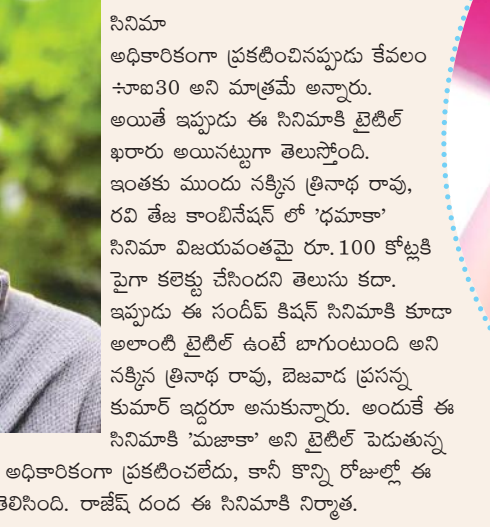 సినిమా
అధికారికంగా ప్రకటించినప్పుడు కేవలం
30 అని మాత్రమే అన్నారు.
అయితే ఇప్పుడు ఈ సినిమాకి టైటిల్
ఖరారు అయినట్టుగా తెలుస్తోంది.
ఇంతకు ముందు నక్కిన త్రినాథ రావు,
రవి తేజ కాంబినేషన్ లో 'ధమాకా'
సినిమా విజయవంతమై రూ.100 కోట్లకి
పైగా కలెక్టు చేసిందని తెలుసు కదా.
ఇప్పుడు ఈ సందీప్ కిషన్ సినిమాకి కూడా
అలాంటి టైటిల్ ఉంటే బాగుంటుంది అని
నక్కిన త్రినాథ రావు, బెజవాడ ప్రసన్న
కుమార్ ఇద్దరూ అనుకున్నారు. అందుకే ఈ
సినిమాకి 'మజాకా' అని టైటిల్ పెడుతున్న
అధికారికంగా ప్రకటించలేదు, కానీ కొన్ని రోజుల్లో ఈ
తెలిసింది. రాజేష్ దంద ఈ సినిమాకి నిర్మాత.